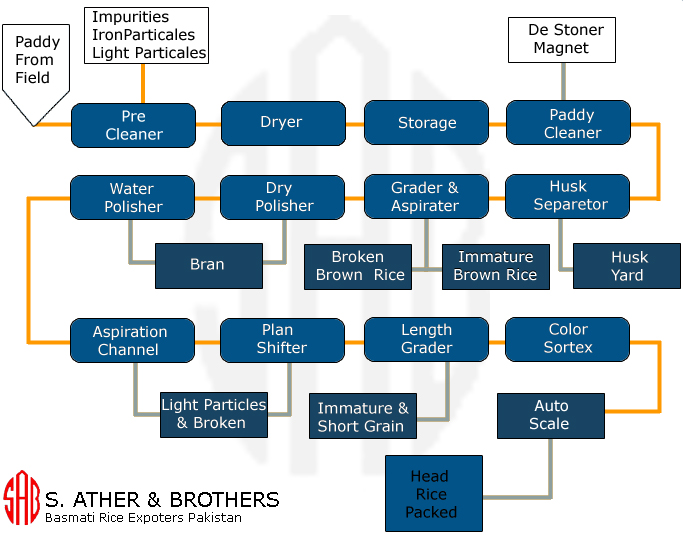 Paddy
From
Field
Impurities
IronParticales
Light Particales
De Stoner
Magnet
Pre
Cleaner
Dryer
Storage
Paddy
Cleaner
Water
Polisher
Dry
Polisher
Grader &
Aspirater
Husk
Separetor
Bran
Broken
Brown Rice
Immature
Brown Rice
Husk
Yard
Aspiration
Channel
Plan
Shifter
Length
Grader
Color
Sortex
Light Particles
& Broken
Immature &
Short Grain
Auto
Scale
Head
Rice
Packed
SAB
S. ATHER & BROTHERS
Basmati Rice Expoters Pakistan